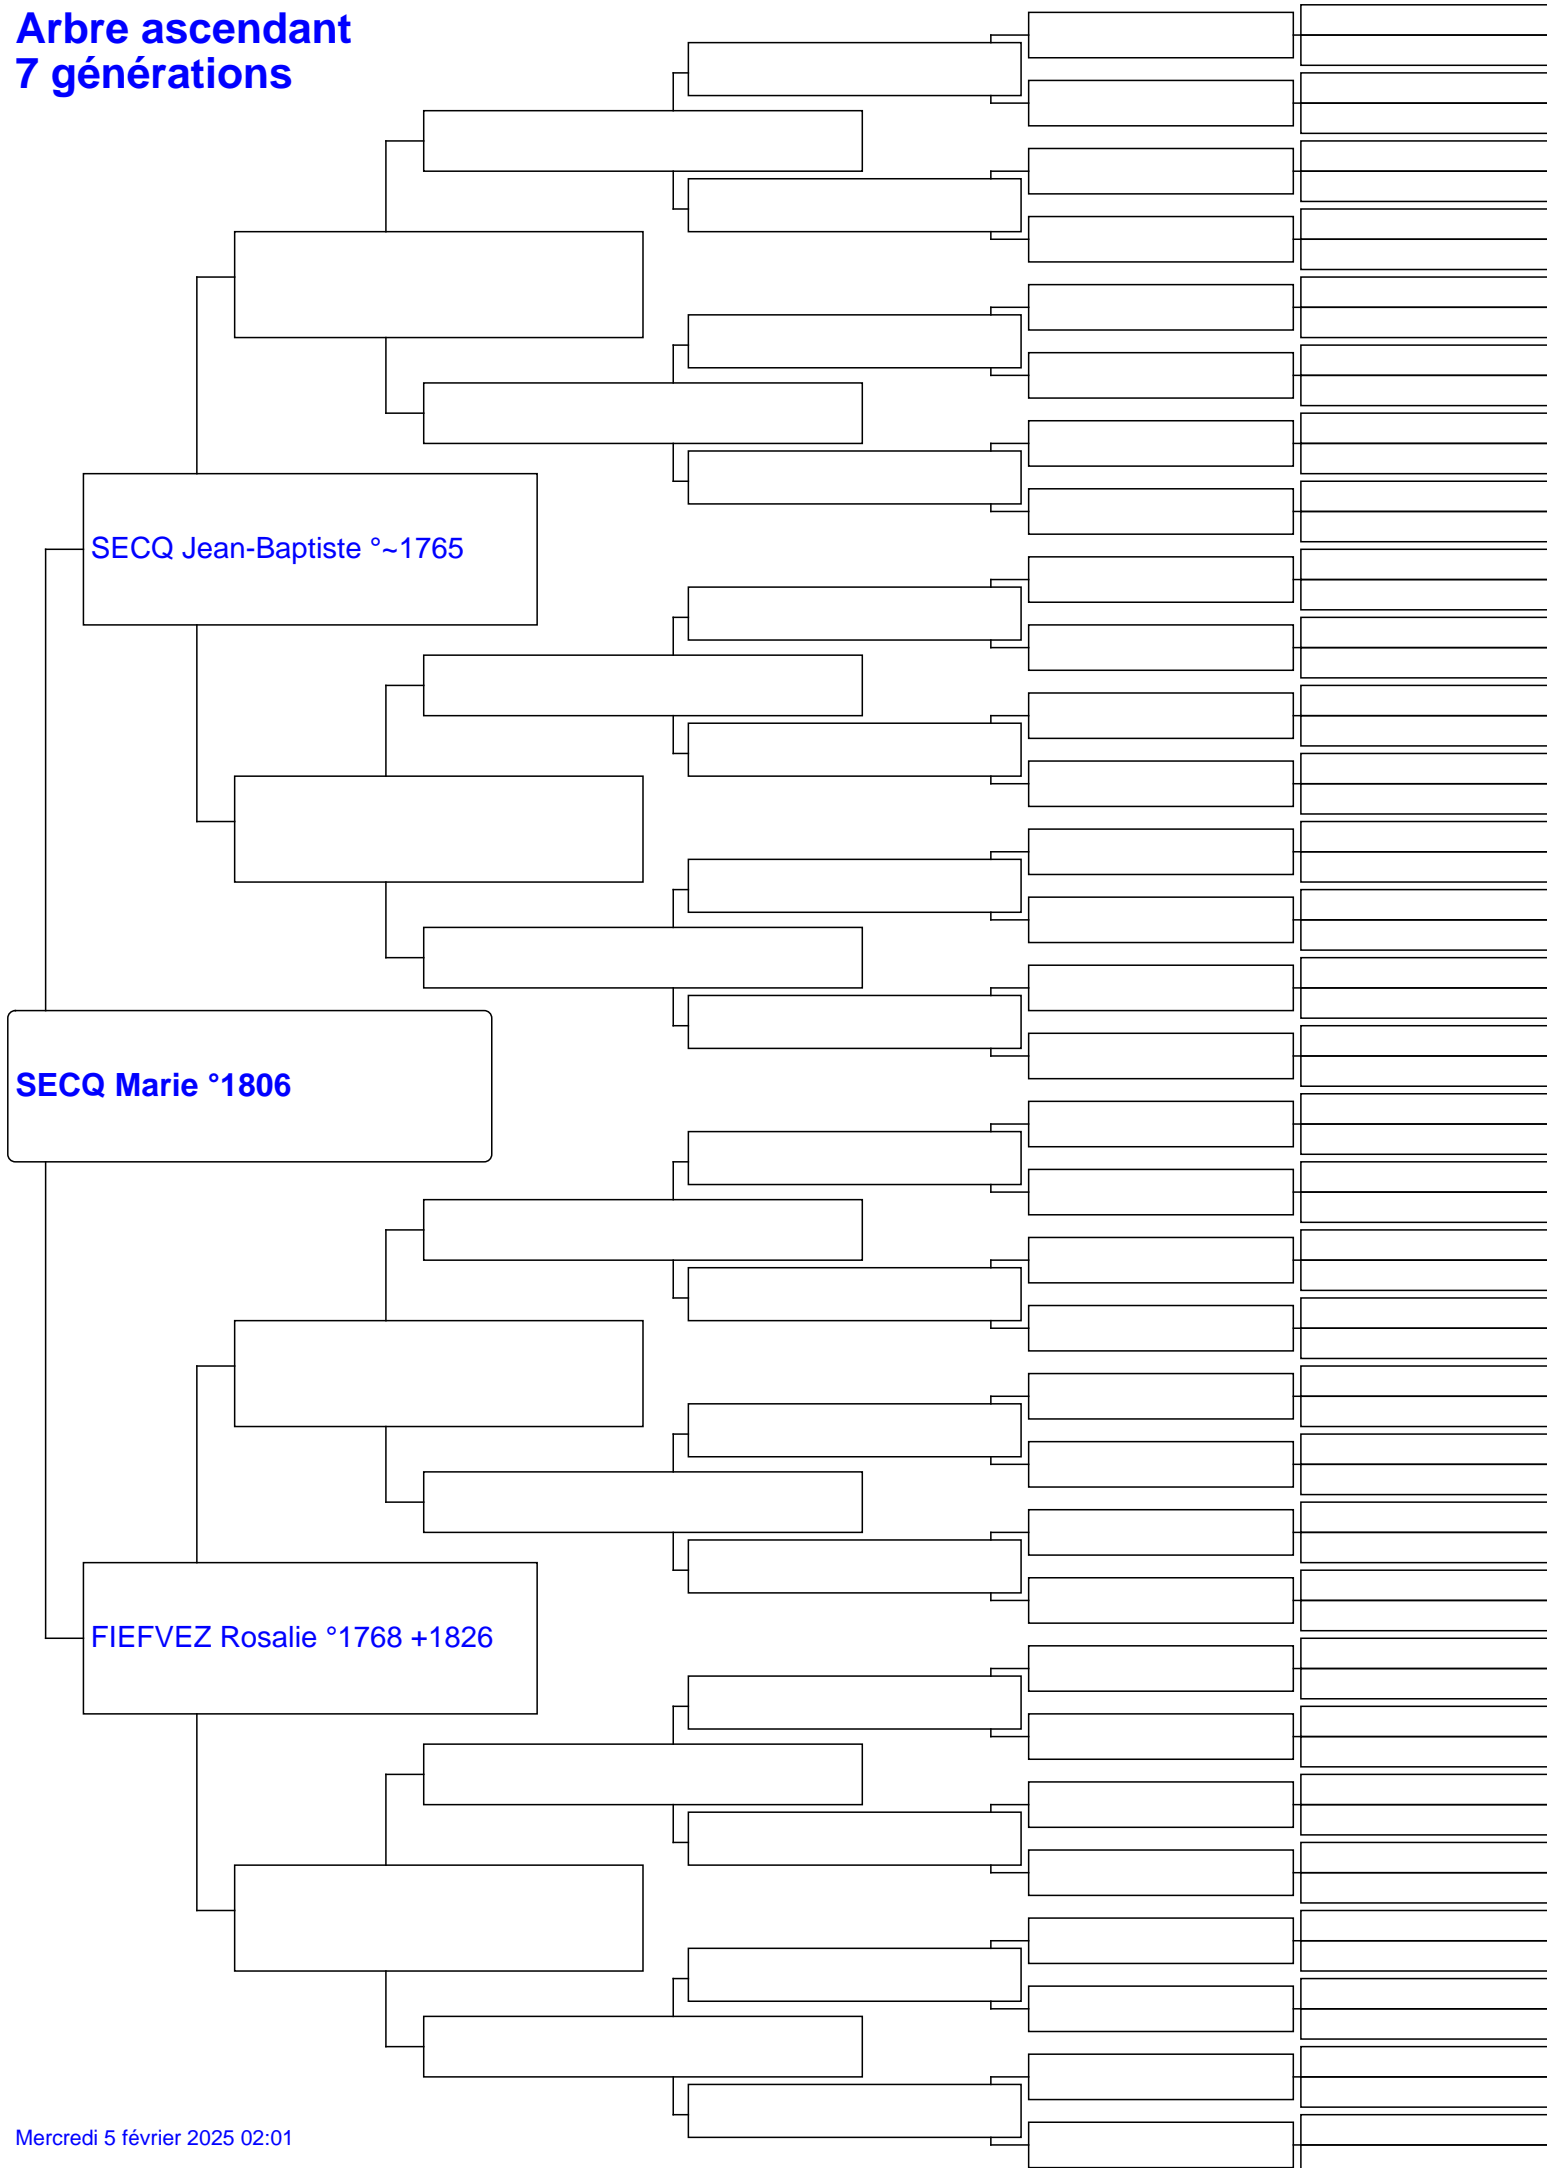 Arbre ascendant
7 générations
SECQ Jean-Baptiste °~1765
SECQ Marie °1806
FIEFVEZ Rosalie °1768 +1826
Mercredi 5 février 2025 02:01